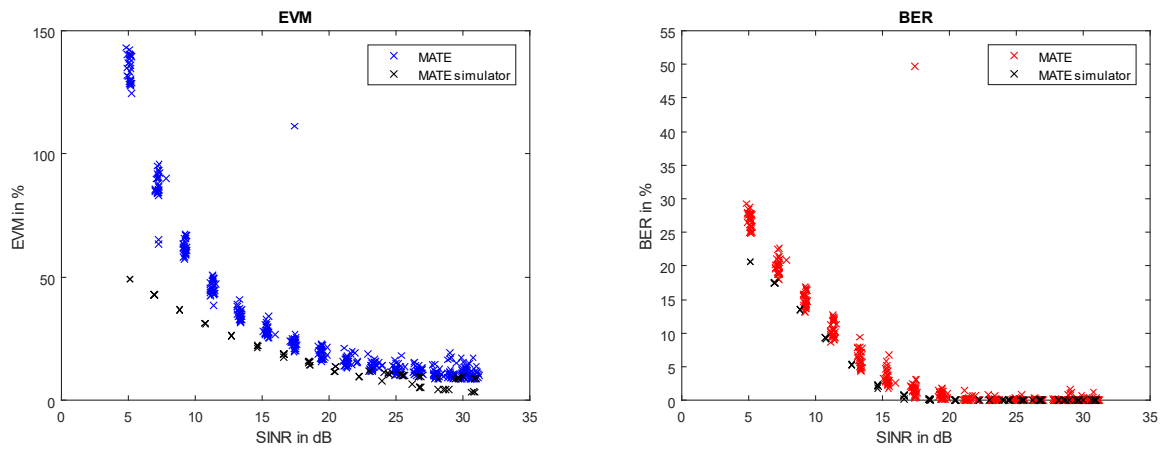 EVM
150
100
50
0
EVM in %
0 5 10 15 20 25 30 35
SINR in dB
MATE
MATE simulator
BER
55
50
45
40
35
30
25
20
15
10
5
0
BER in %
0 5 10 15 20 25 30 35
SINR in dB
MATE
MATE simulator